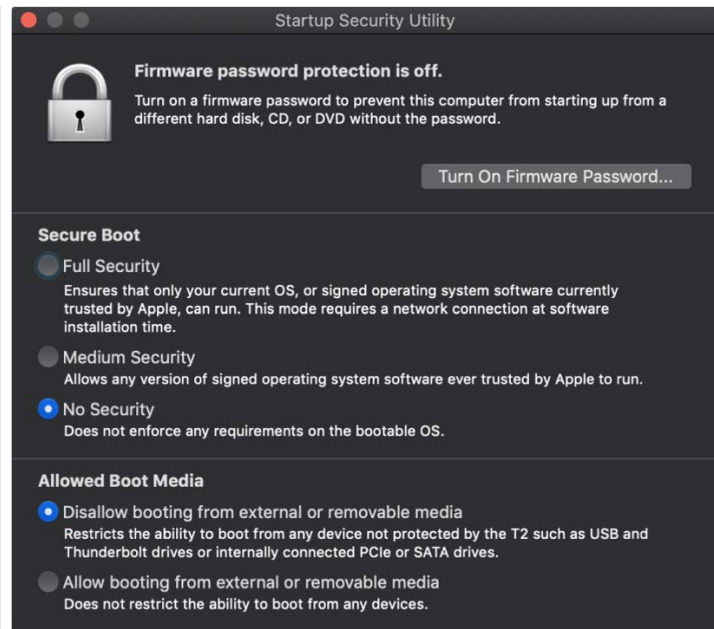 Startup Security Utility
Firmware password protection is off.
Turn on a firmware password to prevent this computer from starting up from a
different hard disk, CD, or DVD without the password.
Turn On Firmware Password...
Secure Boot
Full Security
Ensures that only your current OS, or signed operating system software currently
trusted by Apple, can run. This mode requires a network connection at software
installation time.
Medium Security
Allows any version of signed operating system software ever trusted by Apple to run.
No Security
Does not enforce any requirements on the bootable OS.
Allowed Boot Media
Disallow booting from external or removable media
Restricts the ability to boot from any device not protected by the T2 such as USB and
Thunderbolt drives or internally connected PCIe or SATA drives.
Allow booting from external or removable media
Does not restrict the ability to boot from any devices.